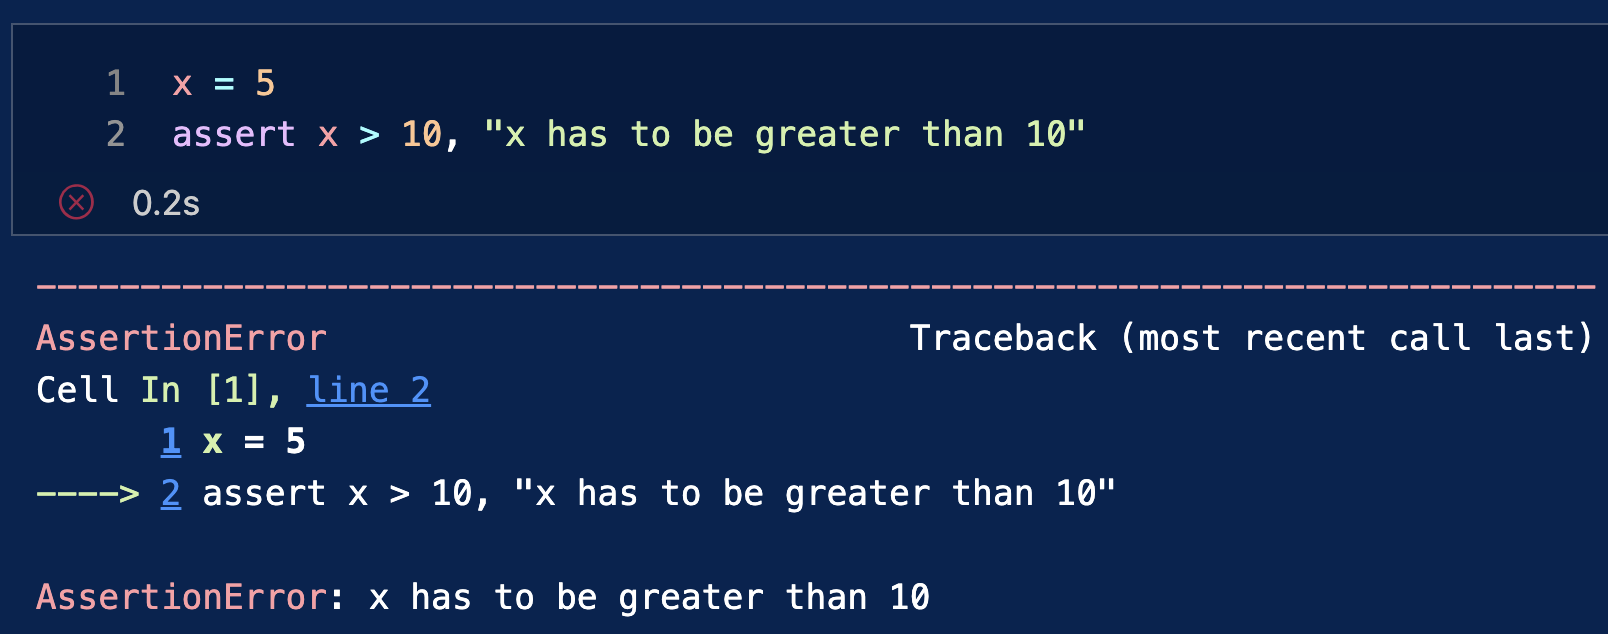 1 x = 5
2 assert x > 10, "x has to be greater than 10"
0.2s
---------------------------------------------------------------------------
AssertionError Traceback (most recent call last)
Cell In [1], line 2
1 x = 5
----> 2 assert x > 10, "x has to be greater than 10"
AssertionError: x has to be greater than 10